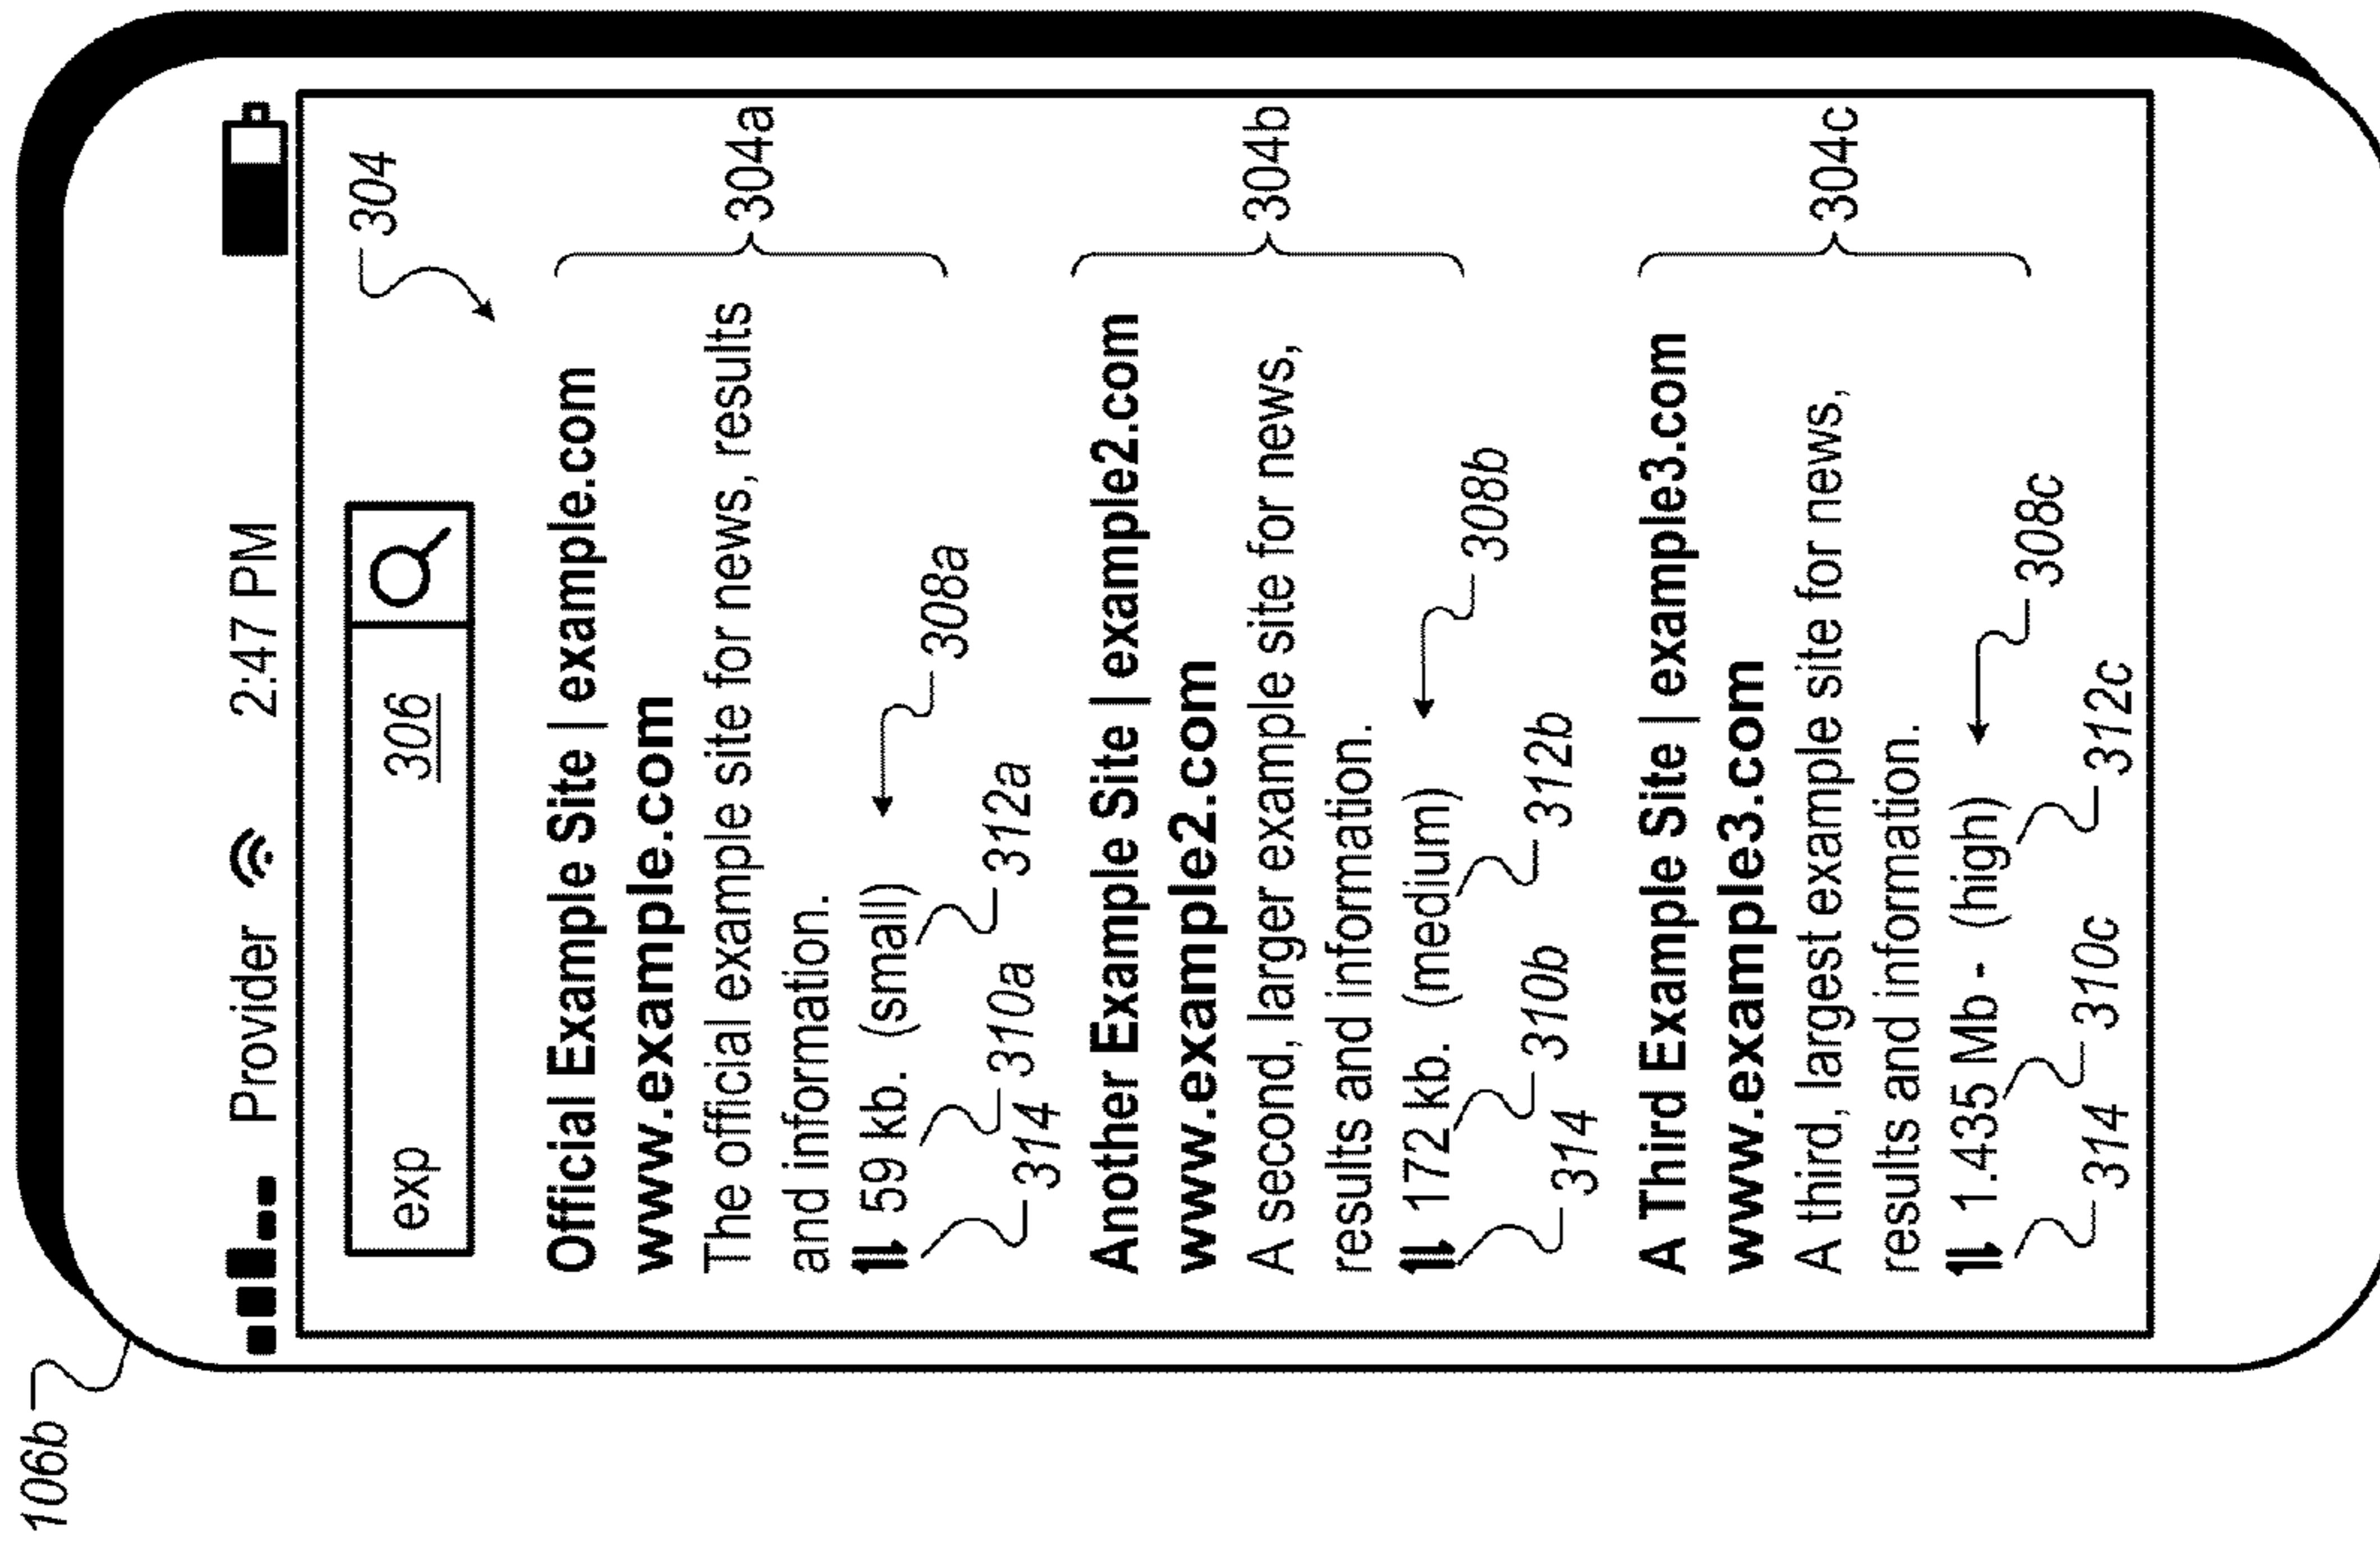 106b
Provider 2:47 PM
exp 306
304
Official Example Site | example.com
www.example.com
The official example site for news, results
and information.
304a
59 kb. (small)
308a
314 310a 312a
Another Example Site | example2.com
www.example2.com
A second, larger example site for news,
results and information.
304b
172 kb. (medium)
308b
314 310b 312b
A Third Example Site | example3.com
www.example3.com
A third, largest example site for news,
results and information.
304c
1.435 Mb - (high)
308c
314 310c 312c